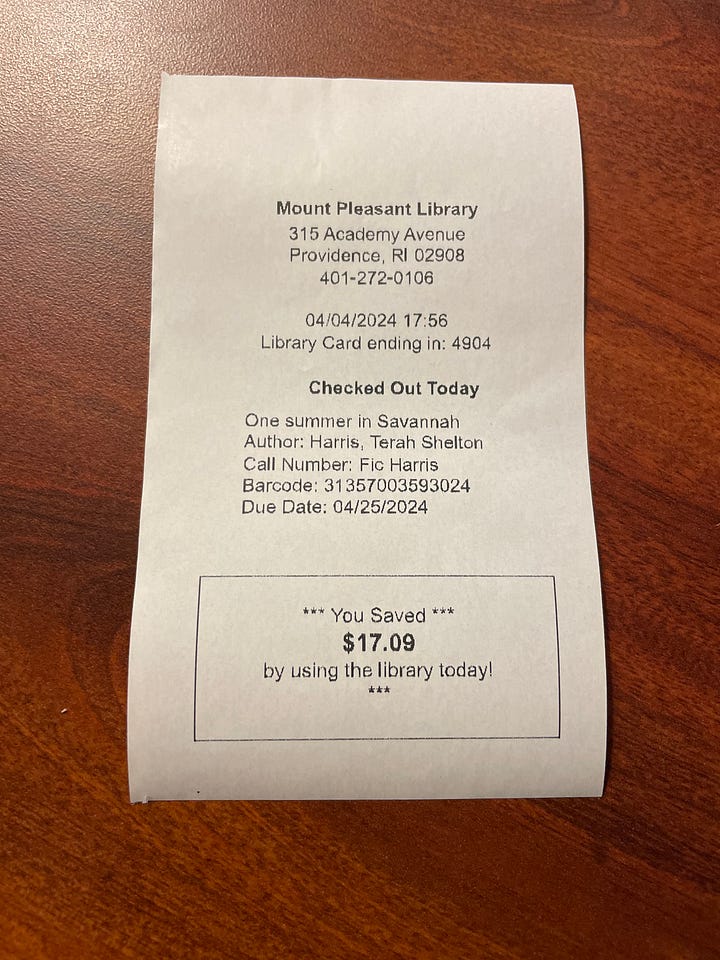 Mount Pleasant Library
315 Academy Avenue
Providence, RI 02908
401-272-0106
04/04/2024 17:56
Library Card ending in: 4904
Checked Out Today
One summer in Savannah
Author: Harris, Terah Shelton
Call Number: Fic Harris
Barcode: 31357003593024
Due Date: 04/25/2024
*** You Saved ***
$17.09
by using the library today!
***